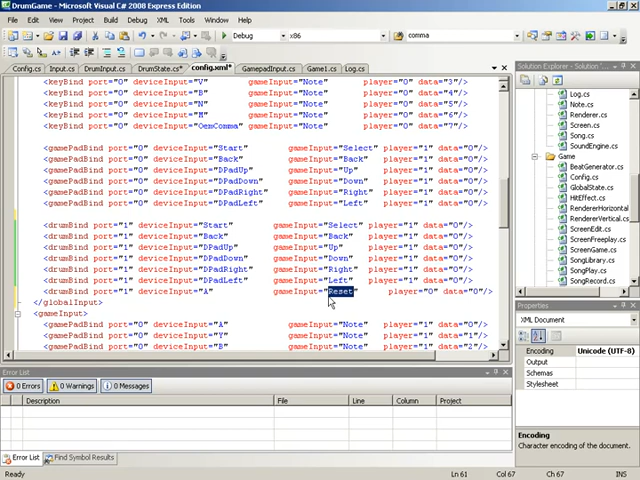 DrumGame - Microsoft Visual C# 2008 Express Edition
File Edit View Project Build Debug XML Tools Window Help
Debug x86 comma
Config.cs Input.cs DrumInput.cs DrumState.cs* config.xml* GamepadInput.cs Game1.cs Log.cs
<keyBind port="0" deviceInput="V" gameInput="Note" player="0" data="3"/>
<keyBind port="0" deviceInput="B" gameInput="Note" player="0" data="4"/>
<keyBind port="0" deviceInput="N" gameInput="Note" player="0" data="5"/>
<keyBind port="0" deviceInput="M" gameInput="Note" player="0" data="6"/>
<keyBind port="0" deviceInput="OemComma" gameInput="Note" player="0" data="7"/>
<gamePadBind port="0" deviceInput="Start" gameInput="Select" player="1" data="0"/>
<gamePadBind port="0" deviceInput="Back" gameInput="Back" player="1" data="0"/>
<gamePadBind port="0" deviceInput="DPadUp" gameInput="Up" player="1" data="0"/>
<gamePadBind port="0" deviceInput="DPadDown" gameInput="Down" player="1" data="0"/>
<gamePadBind port="0" deviceInput="DPadRight" gameInput="Right" player="1" data="0"/>
<gamePadBind port="0" deviceInput="DPadLeft" gameInput="Left" player="1" data="0"/>
<drumBind port="1" deviceInput="Start" gameInput="Select" player="1" data="0"/>
<drumBind port="1" deviceInput="Back" gameInput="Back" player="1" data="0"/>
<drumBind port="1" deviceInput="DPadUp" gameInput="Up" player="1" data="0"/>
<drumBind port="1" deviceInput="DPadDown" gameInput="Down" player="1" data="0"/>
<drumBind port="1" deviceInput="DPadRight" gameInput="Right" player="1" data="0"/>
<drumBind port="1" deviceInput="DPadLeft" gameInput="Left" player="1" data="0"/>
<drumBind port="1" deviceInput="A" gameInput="Reset" player="0" data="0"/>
</globalInput>
<gameInput>
<gamePadBind port="0" deviceInput="A" gameInput="Note" player="1" data="0"/>
<gamePadBind port="0" deviceInput="Y" gameInput="Note" player="1" data="1"/>
<gamePadBind port="0" deviceInput="B" gameInput="Note" player="1" data="2"/>
Solution Explorer - Solu...
Log.cs
Note.cs
Renderer.cs
Screen.cs
Song.cs
SoundEngine.cs
Game
BeatGenerator.cs
Config.cs
GlobalState.cs
HitEffect.cs
RendererHorizontal
RendererVertical.cs
ScreenEdit.cs
ScreenFreeplay.cs
ScreenGame.cs
SongLibrary.cs
SongPlay.cs
SongRecord.cs
Properties
XML Document
Encoding Unicode (UTF-8)
Output
Schemas
Stylesheet
Encoding
Character encoding of the document.
Error List
0 Errors 0 Warnings 0 Messages
Description File Line Column Project
Error List Find Symbol Results
Ready Ln 61 Col 67 Ch 67 INS